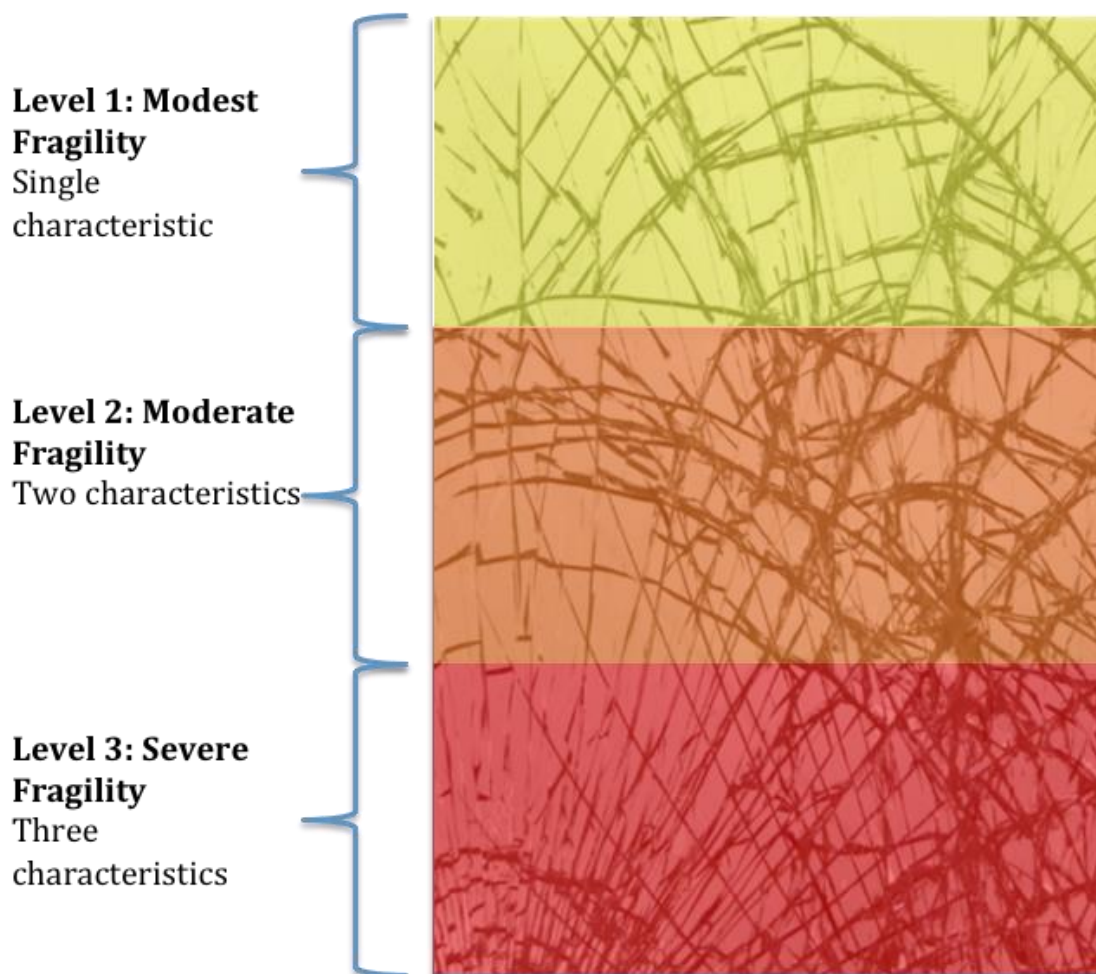 Level 1: Modest
Fragility
Single
characteristic
Level 2: Moderate
Fragility
Two characteristics
Level 3: Severe
Fragility
Three
characteristics